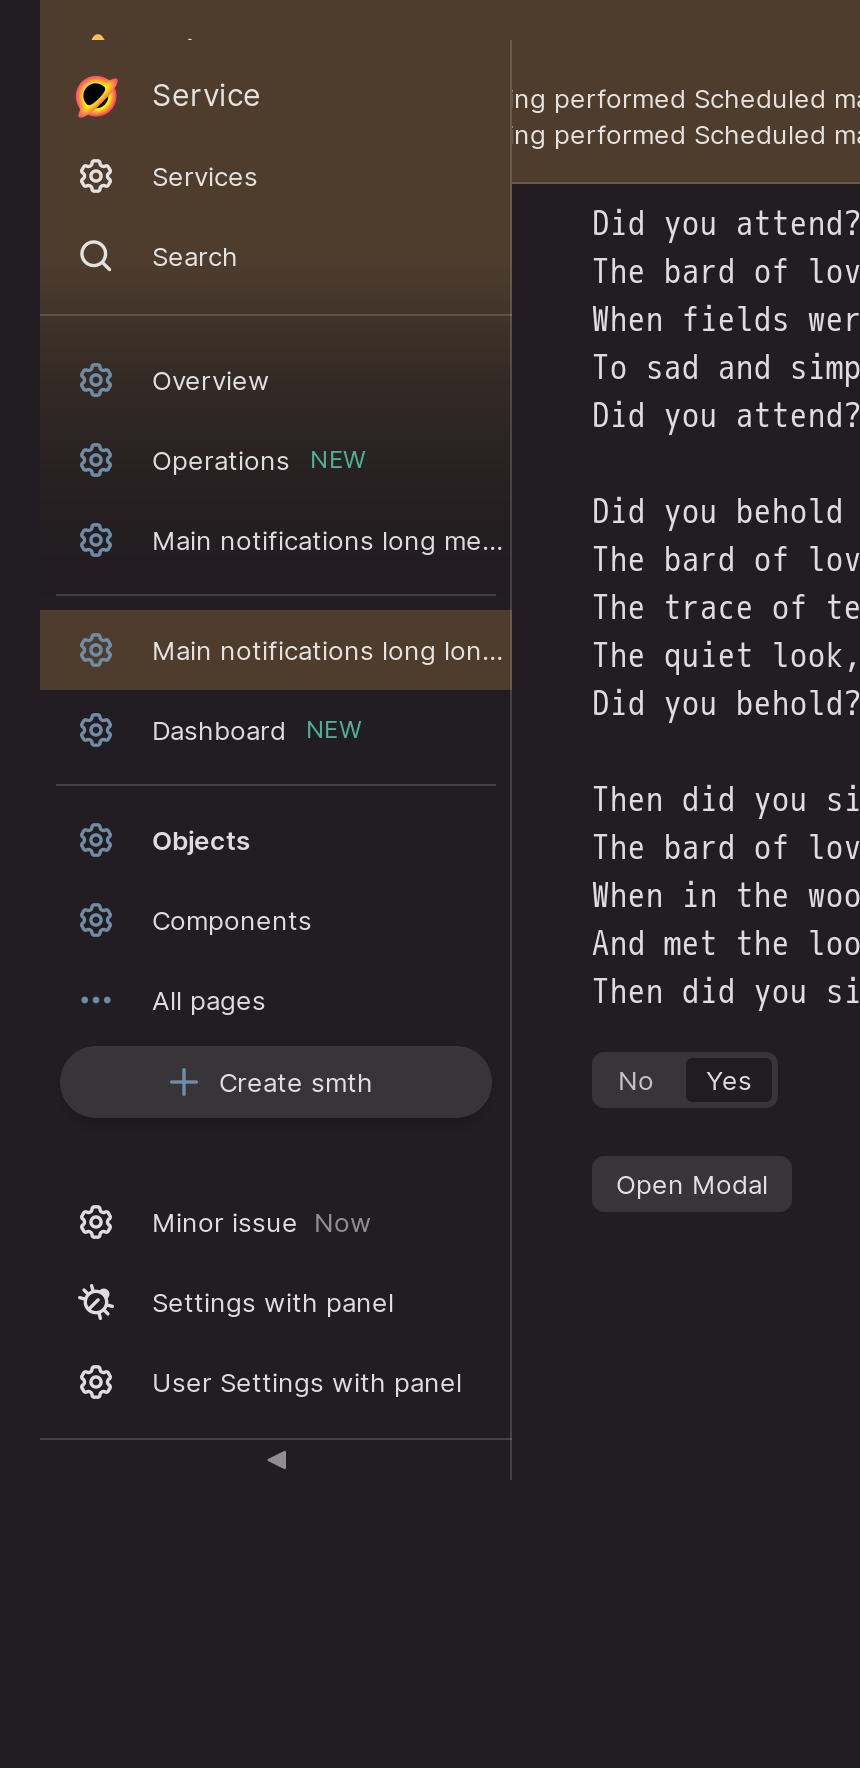 Service
Services
Search
Overview
Operations NEW
Main notifications long me...
Main notifications long lon...
Dashboard NEW
Objects
Components
All pages
Create smth
Minor issue Now
Settings with panel
User Settings with panel
ing performed Scheduled ma
ing performed Scheduled ma
Did you attend?
The bard of lov
When fields wer
To sad and simp
Did you attend?
Did you behold
The bard of lov
The trace of te
The quiet look,
Did you behold?
Then did you si
The bard of lov
When in the woo
And met the loo
Then did you si
No Yes
Open Modal